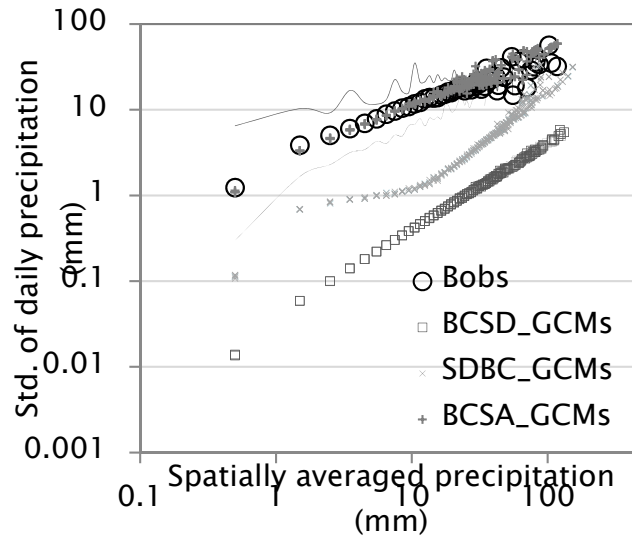 100
10
1
0.1
0.01
0.001
Std. of daily precipitation
(mm)
Bobs
BCSD_GCMs
SDBC_GCMs
BCSA_GCMs
0.1
1
10
100
Spatially averaged precipitation
(mm)